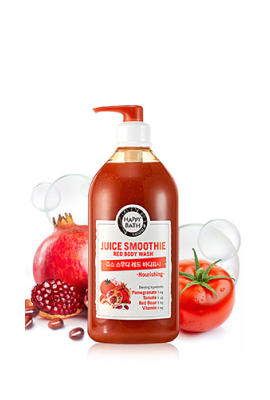 HAPPY
BATH
JUICE SMOOTHIE
RED BODY WASH
쥬스 스무디 레드 바디워시
-Nourishing-
Pomegranate
Tomato
Red Bean
Vitamin